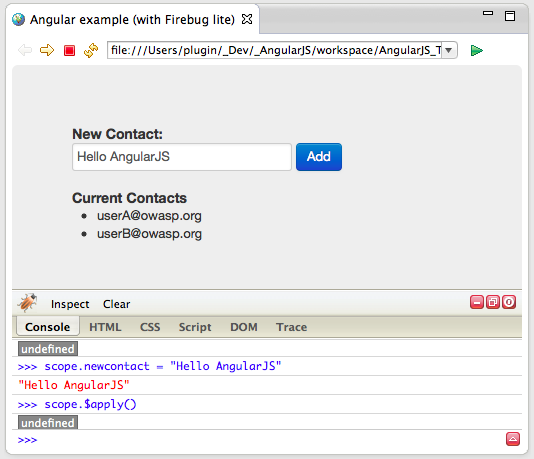 Angular example (with Firebug lite)
file:///Users/plugin/_Dev/_AngularJS/workspace/AngularJS_T
New Contact:
Hello AngularJS
Add
Current Contacts
userA@owasp.org
userB@owasp.org
Inspect Clear
Console HTML CSS Script DOM Trace
undefined
>>> scope.newcontact = "Hello AngularJS"
"Hello AngularJS"
>>> scope.$apply()
undefined
>>>